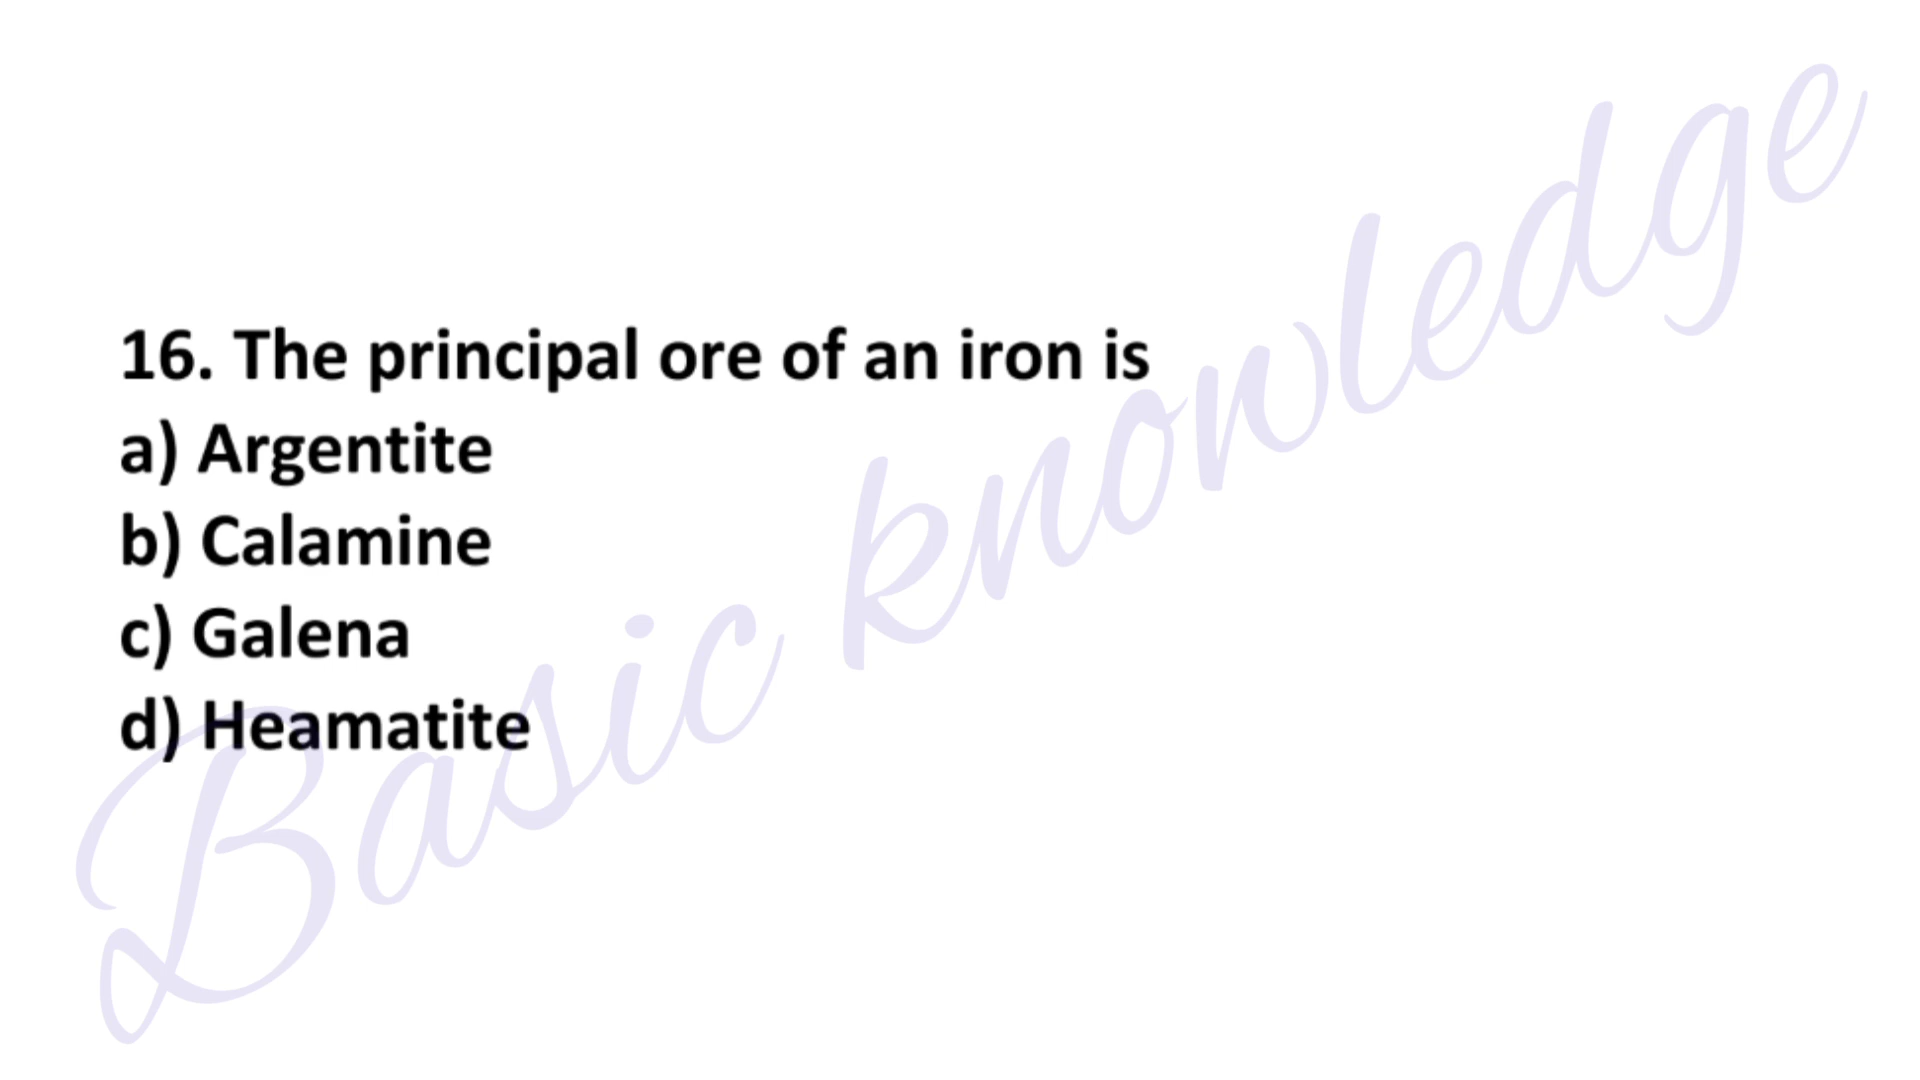 16. The principal ore of an iron is
a) Argentite
b) Calamine
c) Galena
d) Heamatite
Basic knowledge